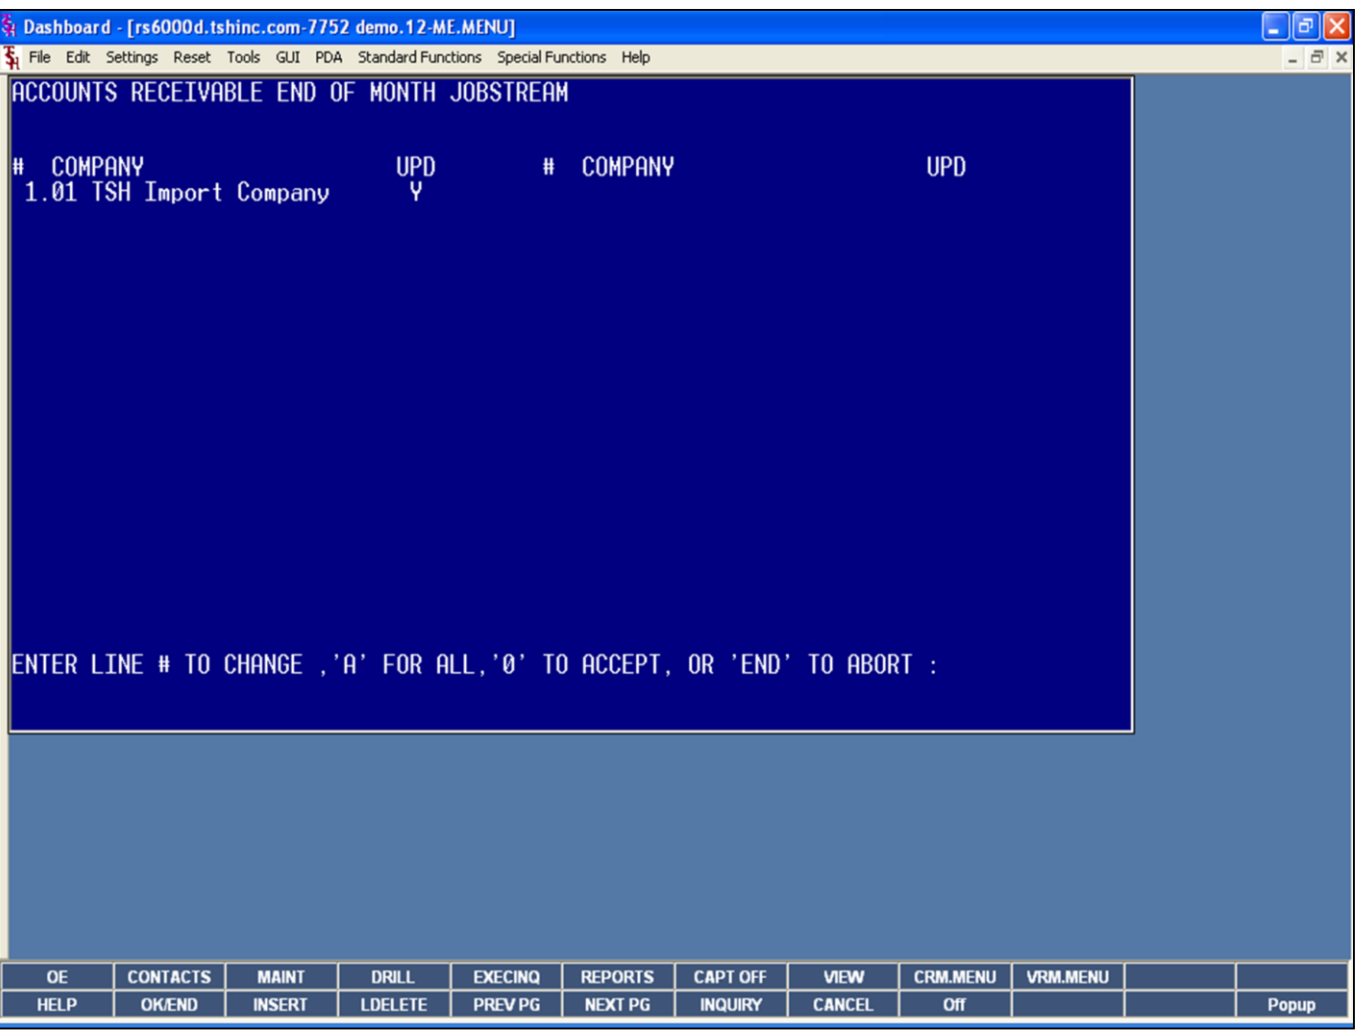 Dashboard - [rs6000d.tshinc.com-7752 demo.12-ME.MENU]
File Edit Settings Reset Tools GUI PDA Standard Functions Special Functions Help
ACCOUNTS RECEIVABLE END OF MONTH JOBSTREAM
# COMPANY UPD # COMPANY UPD
1.01 TSH Import Company Y
ENTER LINE # TO CHANGE ,'A' FOR ALL,'0' TO ACCEPT, OR 'END' TO ABORT :
OE CONTACTS MAINT DRILL EXECINQ REPORTS CAPT OFF VIEW CRM.MENU VRM.MENU
HELP OK/END INSERT LDELETE PREV PG NEXT PG INQUIRY CANCEL Off Popup